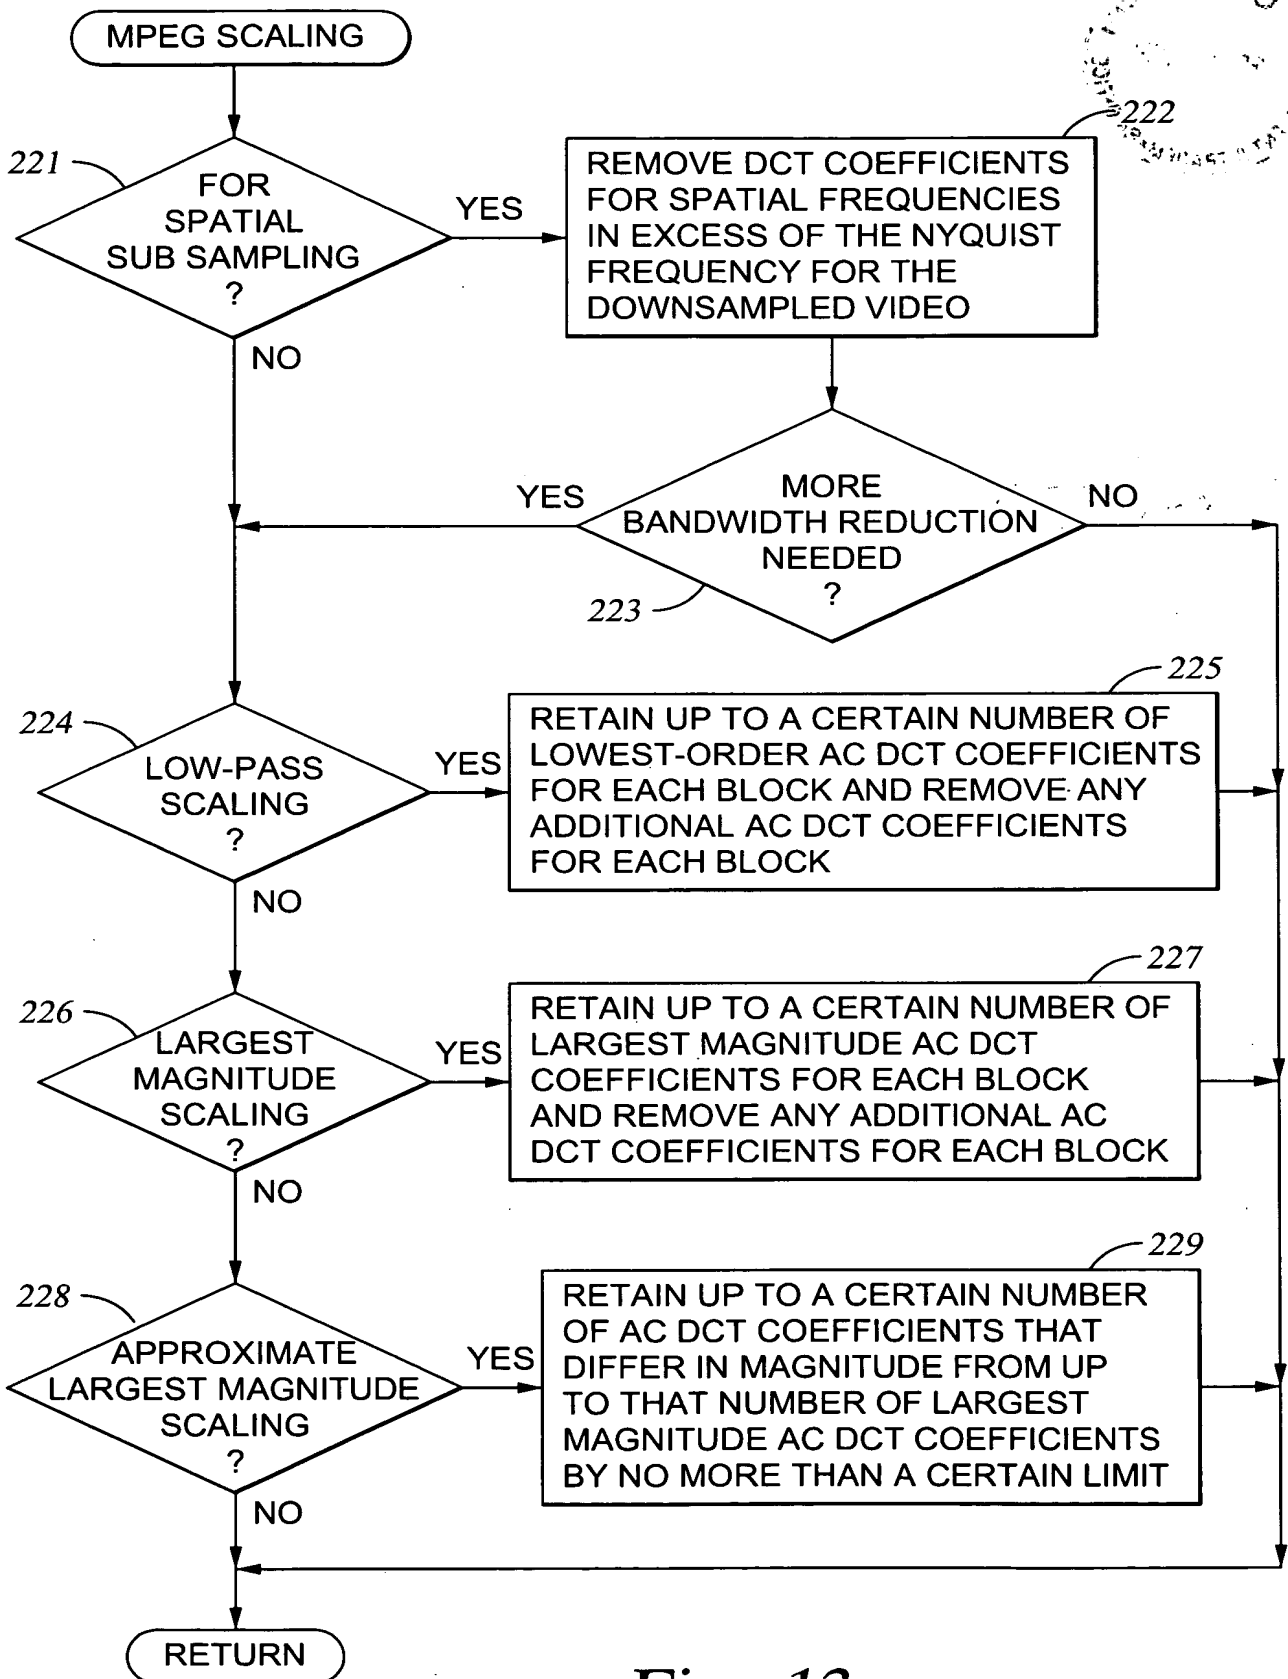 MPEG SCALING
221
FOR
SPATIAL
SUB SAMPLING
?
YES
NO
222
REMOVE DCT COEFFICIENTS
FOR SPATIAL FREQUENCIES
IN EXCESS OF THE NYQUIST
FREQUENCY FOR THE
DOWNSAMPLED VIDEO
YES
MORE
BANDWIDTH REDUCTION
NEEDED
?
NO
223
224
LOW-PASS
SCALING
?
YES
NO
225
RETAIN UP TO A CERTAIN NUMBER OF
LOWEST-ORDER AC DCT COEFFICIENTS
FOR EACH BLOCK AND REMOVE ANY
ADDITIONAL AC DCT COEFFICIENTS
FOR EACH BLOCK
226
LARGEST
MAGNITUDE
SCALING
?
YES
NO
227
RETAIN UP TO A CERTAIN NUMBER OF
LARGEST MAGNITUDE AC DCT
COEFFICIENTS FOR EACH BLOCK
AND REMOVE ANY ADDITIONAL AC
DCT COEFFICIENTS FOR EACH BLOCK
228
APPROXIMATE
LARGEST MAGNITUDE
SCALING
?
YES
NO
229
RETAIN UP TO A CERTAIN NUMBER
OF AC DCT COEFFICIENTS THAT
DIFFER IN MAGNITUDE FROM UP
TO THAT NUMBER OF LARGEST
MAGNITUDE AC DCT COEFFICIENTS
BY NO MORE THAN A CERTAIN LIMIT
RETURN
Fig. 13